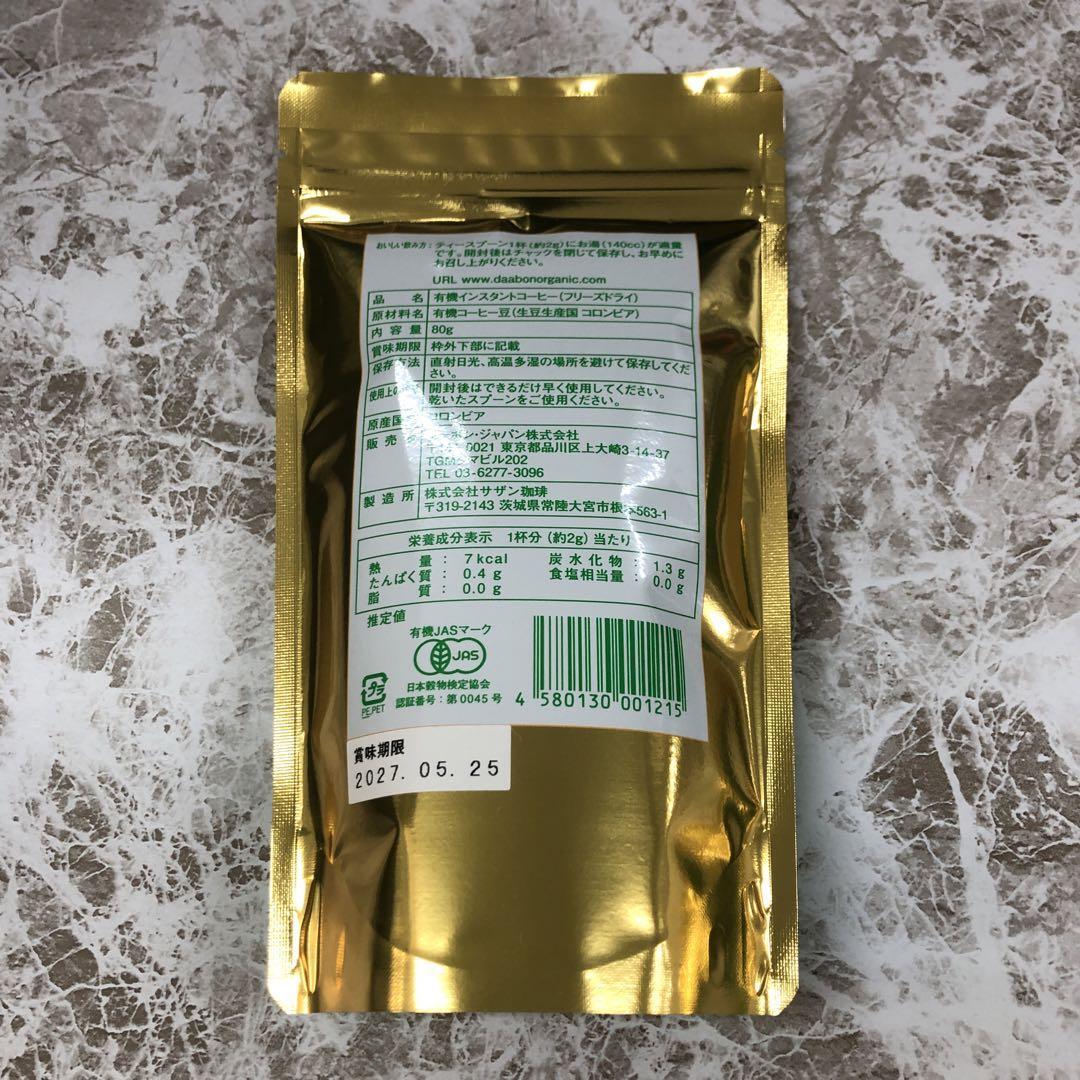 おいしい飲み方：ティースプーン1杯（約2g）にお湯（140cc）が適量
です。開封後はチャックを閉じて保存し、お早めに
お召し上がりください。
URL www.daabonorganic.com
品名 有機インスタントコーヒー（フリーズドライ）
原材料名 有機コーヒー豆（生豆生産国 コロンビア）
内容量 80g
賞味期限 枠外下部に記載
保存方法 直射日光、高温多湿の場所を避けて保存してくだ
さい。
使用上の 開封後はできるだけ早く使用してください。
乾いたスペーンをご使用ください。
原産国 コロンビア
販売 ン・ジャパン株式会社
0021 東京都品川区上大崎3-14-37
TGM マビル202
TEL 03-6277-3096
製造所 株式会社サザン珈琲
〒319-2143 茨城県常陸大宮市根本563-1
栄養成分表示 1杯分（約2g）当たり
熱量：7kcal 炭水化物：1.3g
たんぱく質：0.4g 食塩相当量：0.0g
脂質：0.0g
推定値
有機JASマーク
JAS
日本穀物検定協会
認証番号：第0045号
プラ
PE,PET
4 580130 001215
賞味期限
2027.05.25